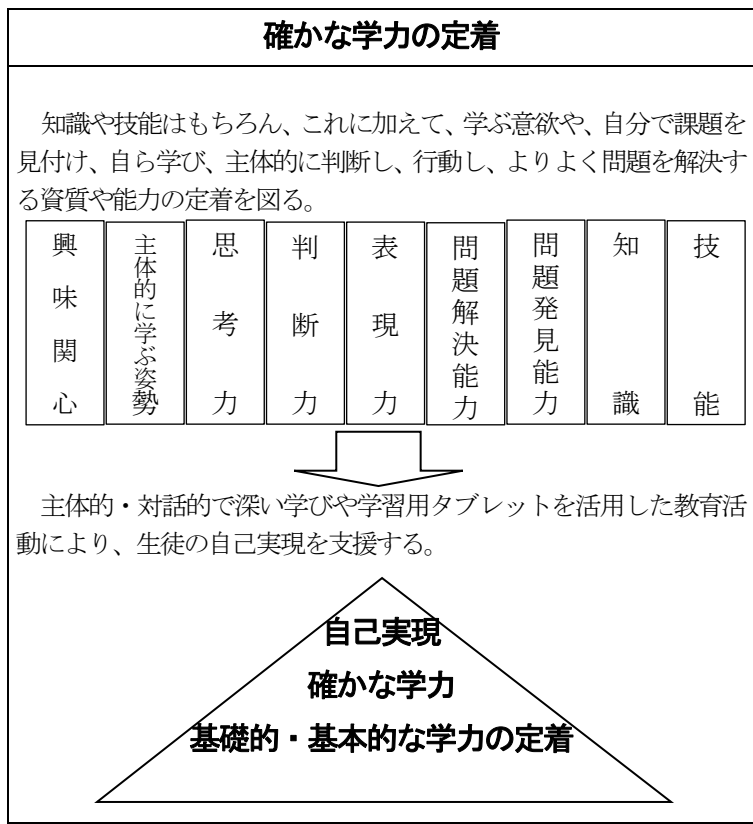 確かな学力の定着
知識や技能はもちろん、これに加えて、学ぶ意欲や、自分で課題を
見付け、自ら学び、主体的に判断し、行動し、よりよく問題を解決す
る資質や能力の定着を図る。
興味関心
主体的に学ぶ姿勢
思考力
判断力
表現力
問題解決能力
問題発見能力
知識
技能
主体的・対話的で深い学びや学習用タブレットを活用した教育活
動により、生徒の自己実現を支援する。
自己実現
確かな学力
基礎的・基本的な学力の定着